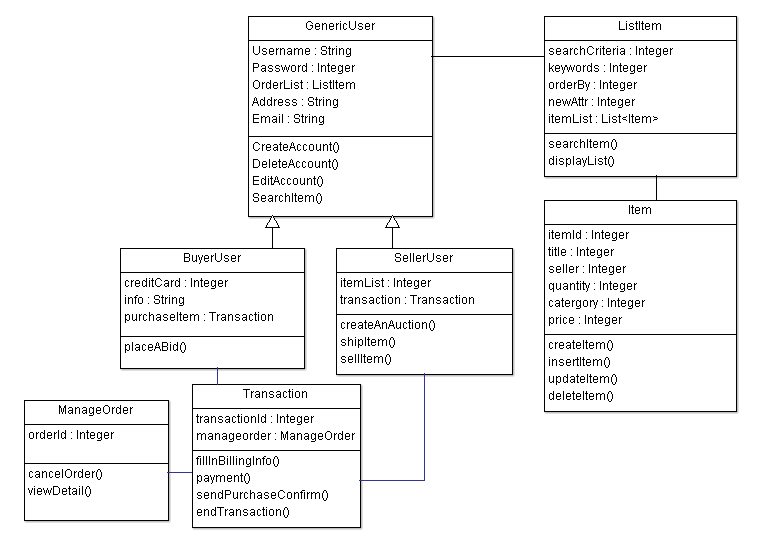 GenericUser
Username : String
Password : Integer
OrderList : ListItem
Address : String
Email : String
CreateAccount()
DeleteAccount()
EditAccount()
SearchItem()
ListItem
searchCriteria : Integer
keywords : Integer
orderBy : Integer
newAttr : Integer
itemList : List<Item>
searchItem()
displayList()
Item
itemId : Integer
title : Integer
seller : Integer
quantity : Integer
catergory : Integer
price : Integer
createItem()
insertItem()
updateItem()
deleteItem()
BuyerUser
creditCard : Integer
info : String
purchaseItem : Transaction
placeABid()
SellerUser
itemList : Integer
transaction : Transaction
createAnAuction()
shipItem()
sellItem()
ManageOrder
orderId : Integer
cancelOrder()
viewDetail()
Transaction
transactionId : Integer
manageorder : ManageOrder
fillInBillingInfo()
payment()
sendPurchaseConfirm()
endTransaction()